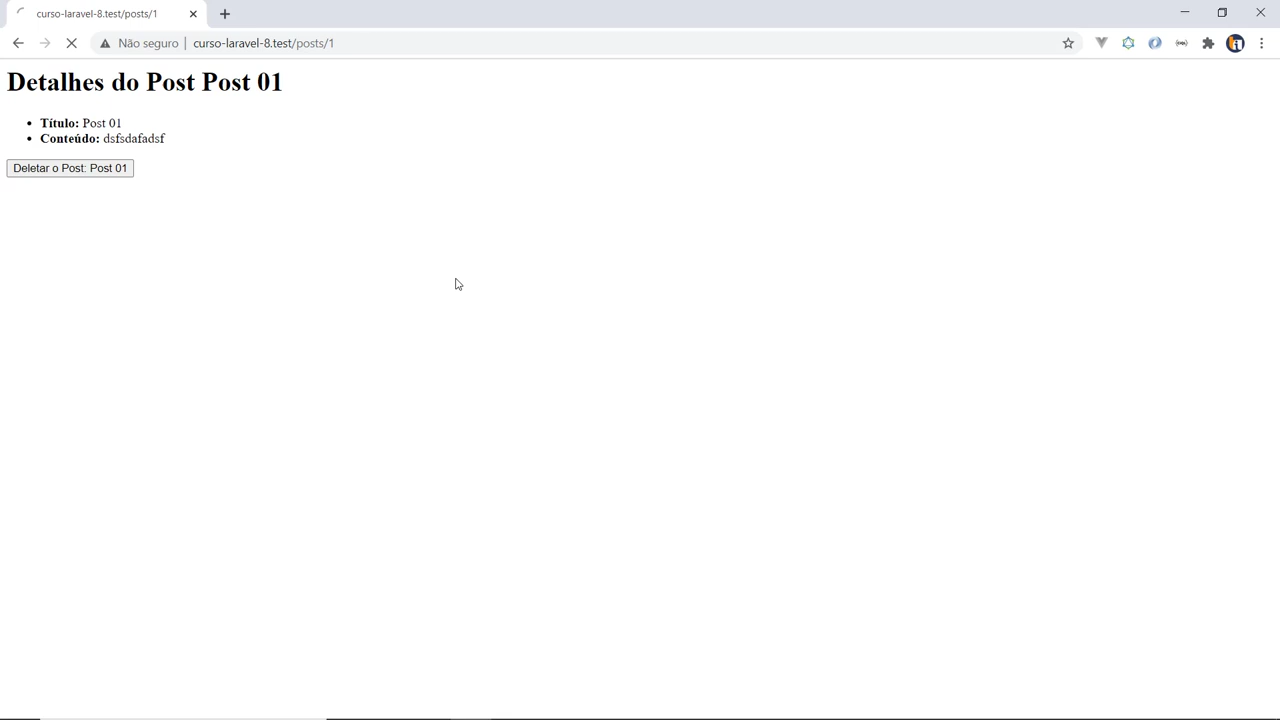 curso-laravel-8.test/posts/1
Não seguro | curso-laravel-8.test/posts/1
Detalhes do Post Post 01
• Título: Post 01
• Conteúdo: dsfsdafadsf
Deletar o Post: Post 01